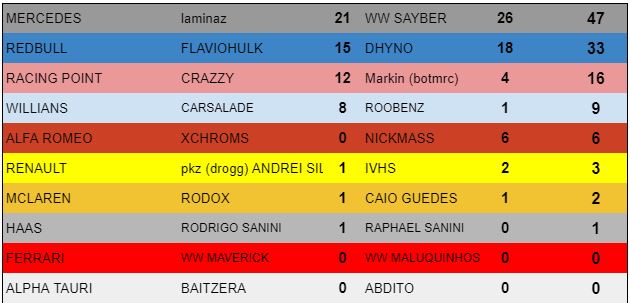 MERCEDES laminaz 21 WW SAYBER 26 47
REDBULL FLAVIOHULK 15 DHYNO 18 33
RACING POINT CRAZZY 12 Markin (botmrc) 4 16
WILLIANS CARSALADE 8 ROOBENZ 1 9
ALFA ROMEO XCHROMS 0 NICKMASS 6 6
RENAULT pkz (drogg) ANDREI SIL 1 IVHS 2 3
MCLAREN RODOX 1 CAIO GUEDES 1 2
HAAS RODRIGO SANINI 1 RAPHAEL SANINI 0 1
FERRARI WW MAVERICK 0 WW MALUQUINHOS 0 0
ALPHA TAURI BAITZERA 0 ABDITO 0 0